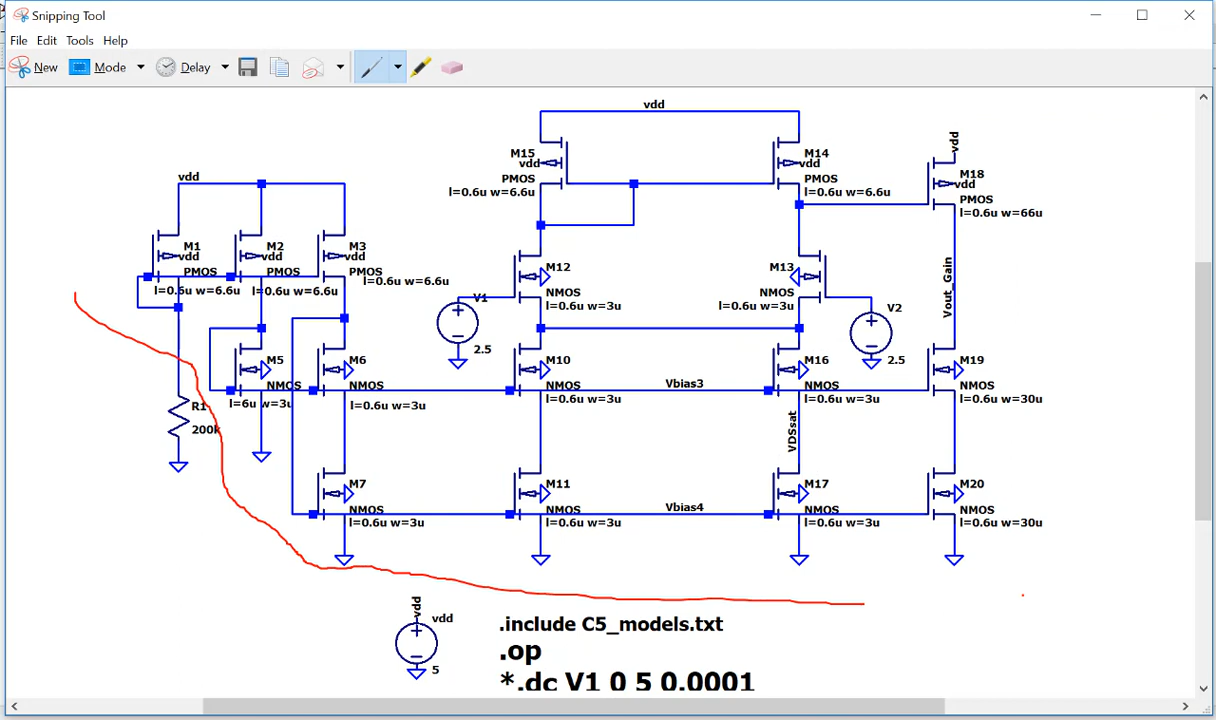 Snipping Tool
File Edit Tools Help
New Mode Delay
vdd
M15
vdd
PMOS
l=0.6u w=6.6u
M14
vdd
PMOS
l=0.6u w=6.6u
vdd
M18
vdd
PMOS
l=0.6u w=66u
vdd
M1
vdd
PMOS
l=0.6u w=6.6u
M2
vdd
PMOS
l=0.6u w=6.6u
M3
vdd
PMOS
l=0.6u w=6.6u
M12
NMOS
l=0.6u w=3u
M13
NMOS
l=0.6u w=3u
V1
2.5
V2
2.5
Vout_Gain
M5
NMOS
l=6u w=3u
M6
NMOS
l=0.6u w=3u
M10
NMOS
l=0.6u w=3u
Vbias3
M16
NMOS
l=0.6u w=3u
M19
NMOS
l=0.6u w=30u
R1
200k
VDSsat
M7
NMOS
l=0.6u w=3u
M11
NMOS
l=0.6u w=3u
Vbias4
M17
NMOS
l=0.6u w=3u
M20
NMOS
l=0.6u w=30u
vdd
vdd
5
.include C5_models.txt
.op
*.dc V1 0 5 0.0001